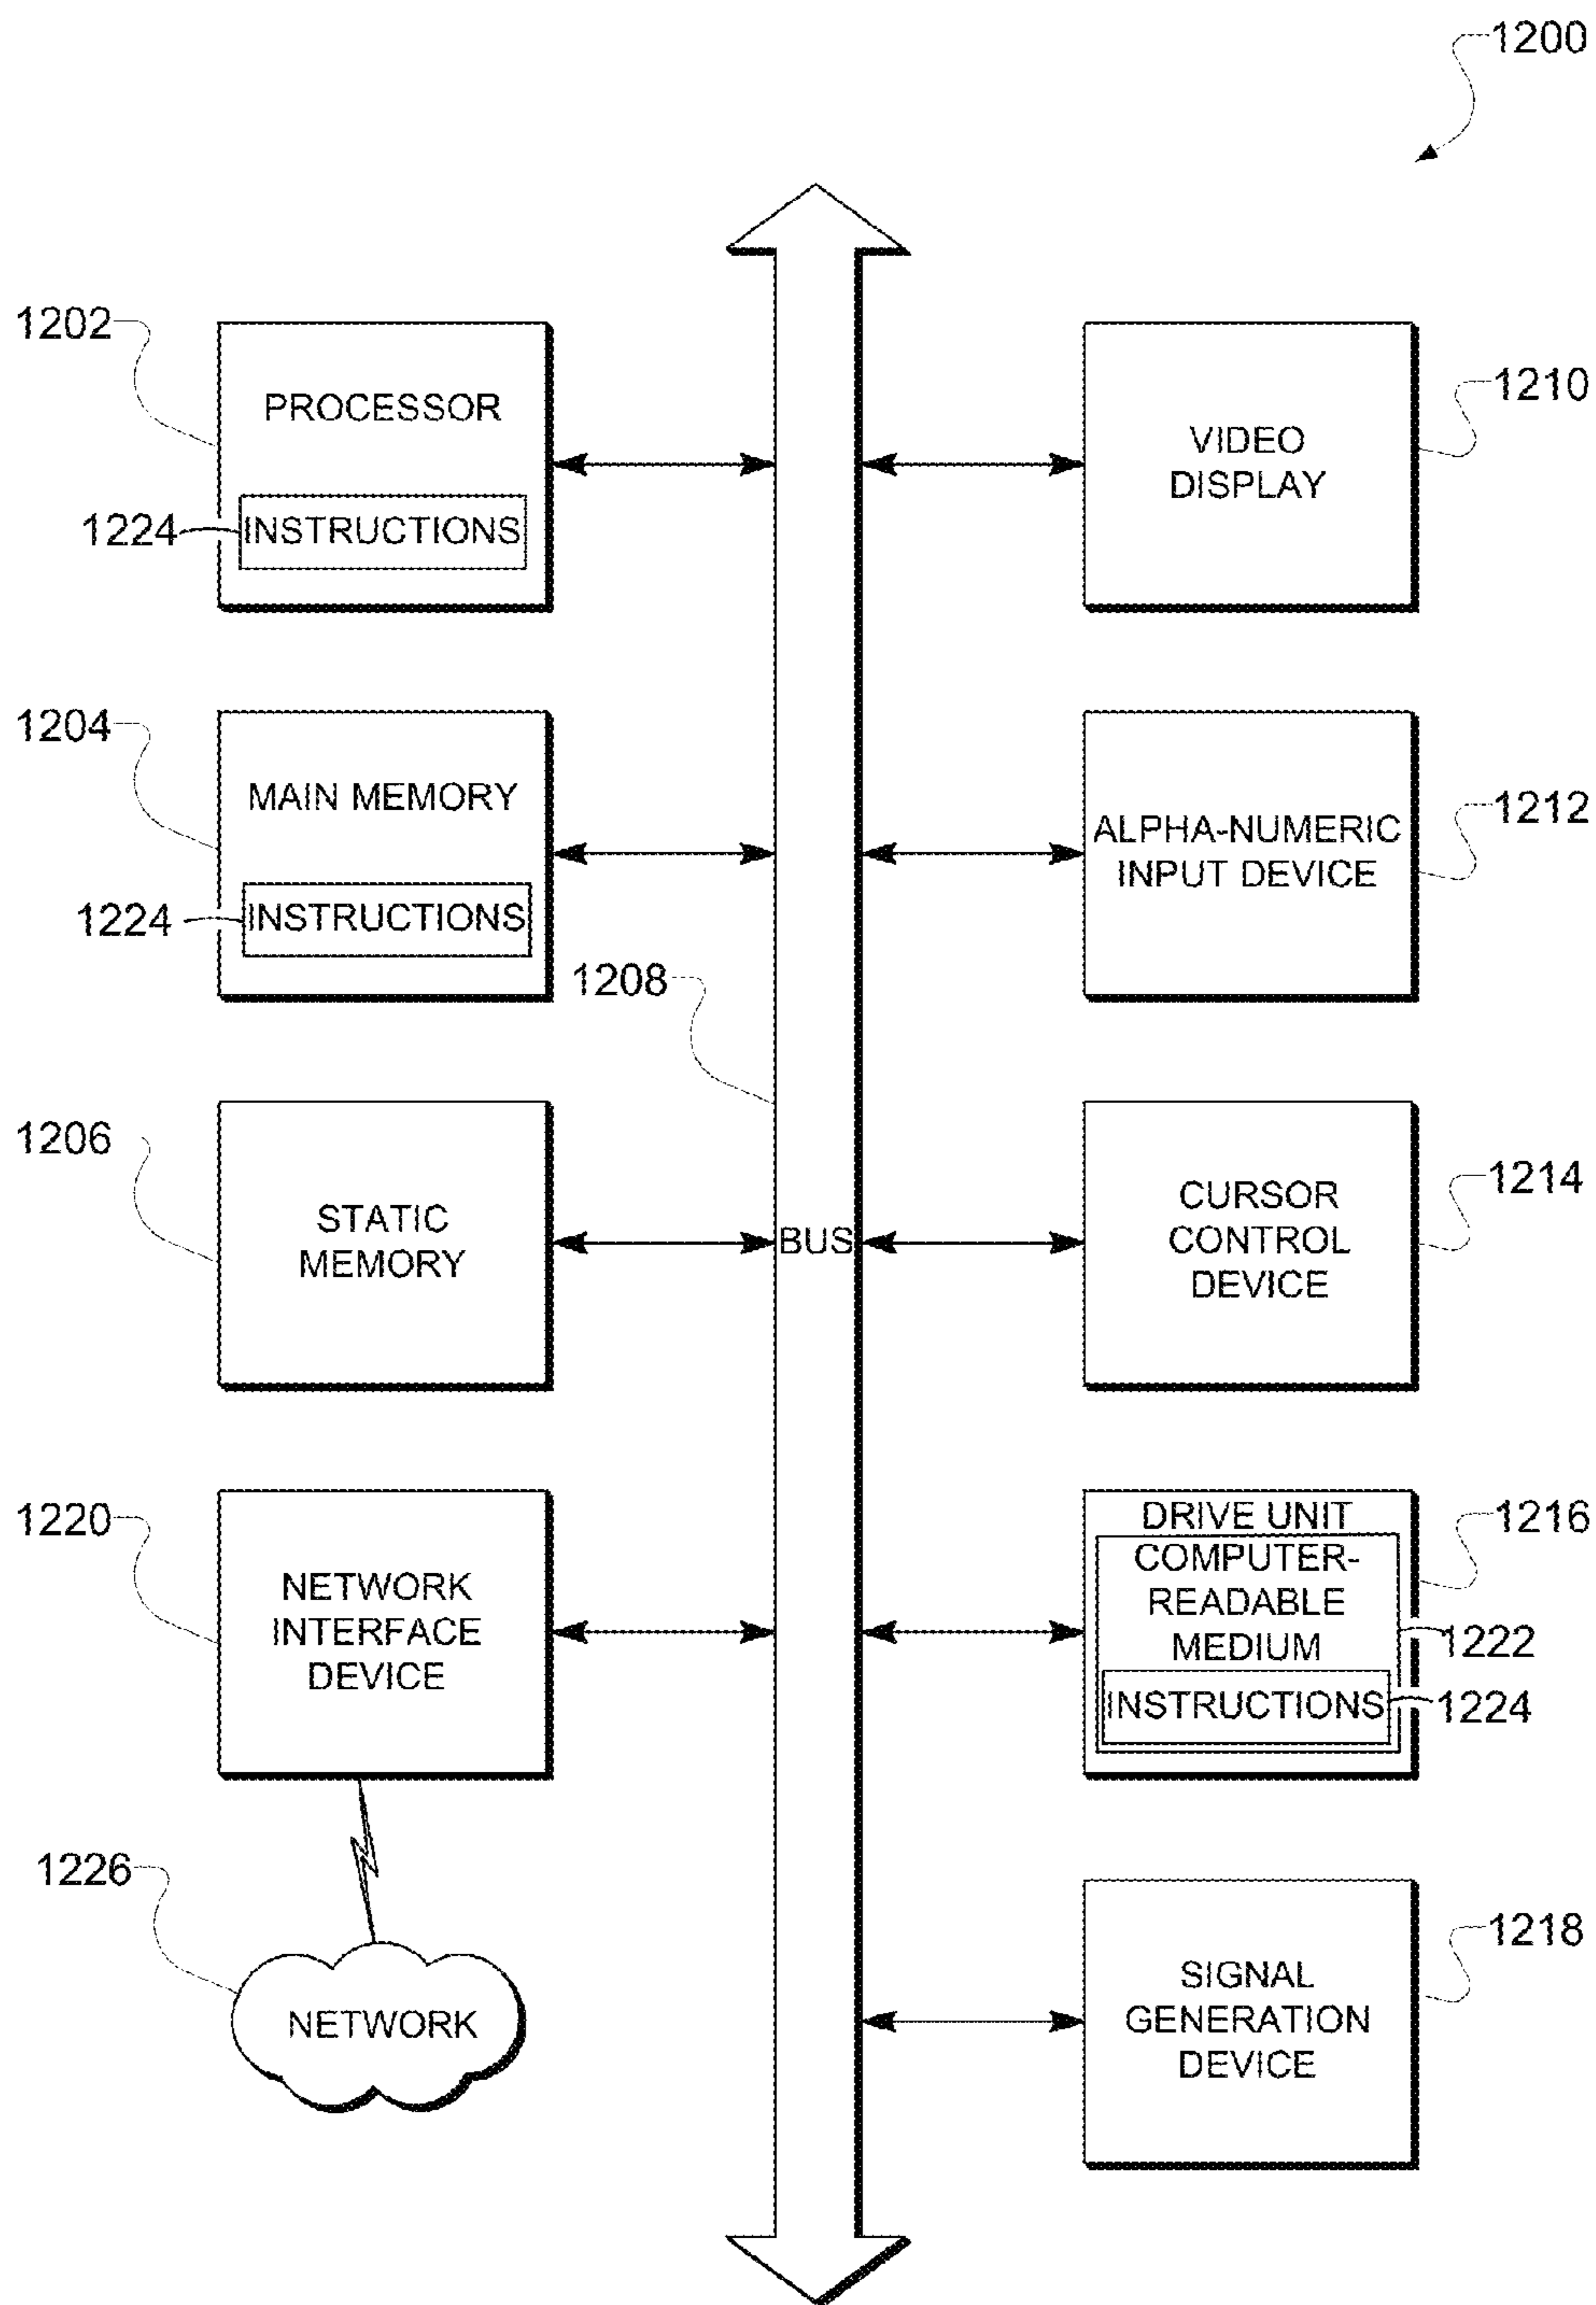 1200
1202
PROCESSOR
1224
INSTRUCTIONS
1210
VIDEO
DISPLAY
1204
MAIN MEMORY
1224
INSTRUCTIONS
1212
ALPHA-NUMERIC
INPUT DEVICE
1208
1206
STATIC
MEMORY
BUS
1214
CURSOR
CONTROL
DEVICE
1220
NETWORK
INTERFACE
DEVICE
1216
DRIVE UNIT
COMPUTER-
READABLE
MEDIUM
1222
INSTRUCTIONS
1224
1226
NETWORK
1218
SIGNAL
GENERATION
DEVICE